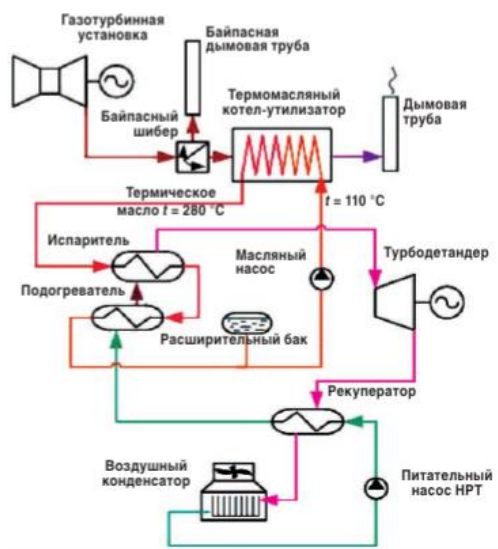 Газотурбинная
установка
Байпасная
дымовая труба
Байпасный
шибер
Термомасляный
котел-утилизатор
Дымовая
труба
Термическое
масло t = 280 °C
t = 110 °C
Испаритель
Масляный
насос
Турбодетандер
Подогреватель
Расширительный бак
Рекуператор
Воздушный
конденсатор
Питательный
насос НРТ